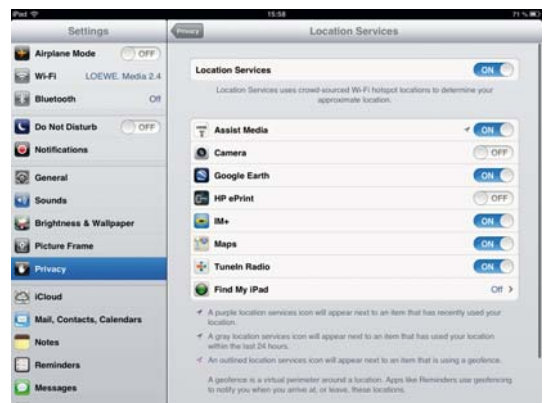 iPad
15:58
71 %
Settings
Privacy
Location Services
Airplane Mode OFF
Wi-Fi LOEWE. Media 2.4
Bluetooth Off
Do Not Disturb OFF
Notifications
General
Sounds
Brightness & Wallpaper
Picture Frame
Privacy
iCloud
Mail, Contacts, Calendars
Notes
Reminders
Messages
Location Services ON
Location Services uses crowd-sourced Wi-Fi hotspot locations to determine your
approximate location.
Assist Media ON
Camera OFF
Google Earth ON
HP ePrint OFF
IM+ ON
Maps ON
TuneIn Radio ON
Find My iPad Off
A purple location services icon will appear next to an item that has recently used your
location.
A gray location services icon will appear next to an item that has used your location
within the last 24 hours.
An outlined location services icon will appear next to an item that is using a geofence.
A geofence is a virtual perimeter around a location. Apps like Reminders use geofencing
to notify you when you arrive at, or leave, these locations.